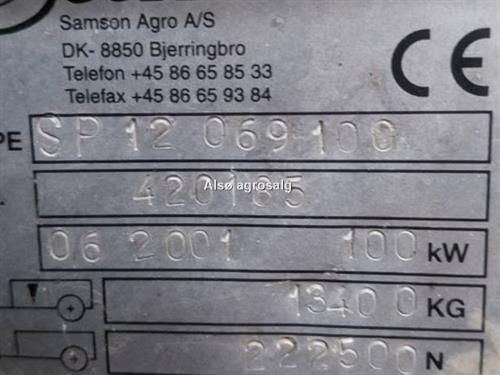 Samson Agro A/S
DK- 8850 Bjerringbro
Telefon +45 86 65 85 33
Telefax +45 86 65 93 84
CE
PE SP 12 069 100
420185
Alsø agrosalg
06 2001 100 kW
13400 KG
222500 N